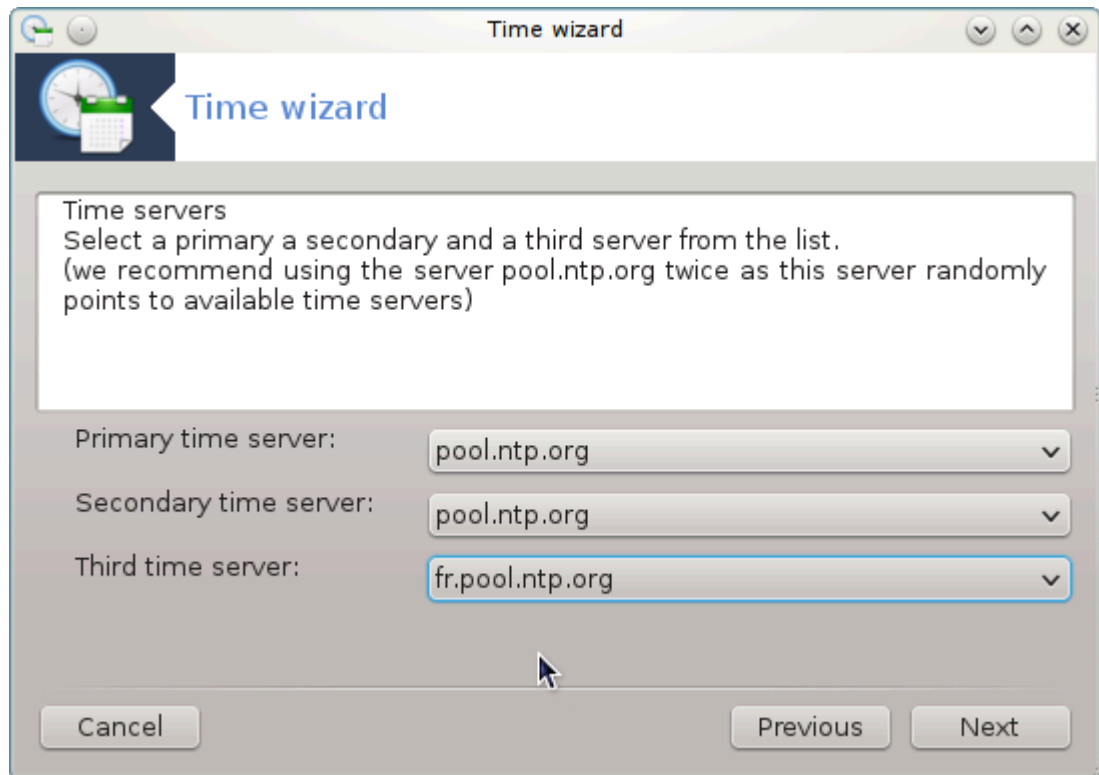 Time wizard
Time wizard
Time servers
Select a primary a secondary and a third server from the list.
(we recommend using the server pool.ntp.org twice as this server randomly
points to available time servers)
Primary time server:
pool.ntp.org
Secondary time server:
pool.ntp.org
Third time server:
fr.pool.ntp.org
Cancel
Previous
Next